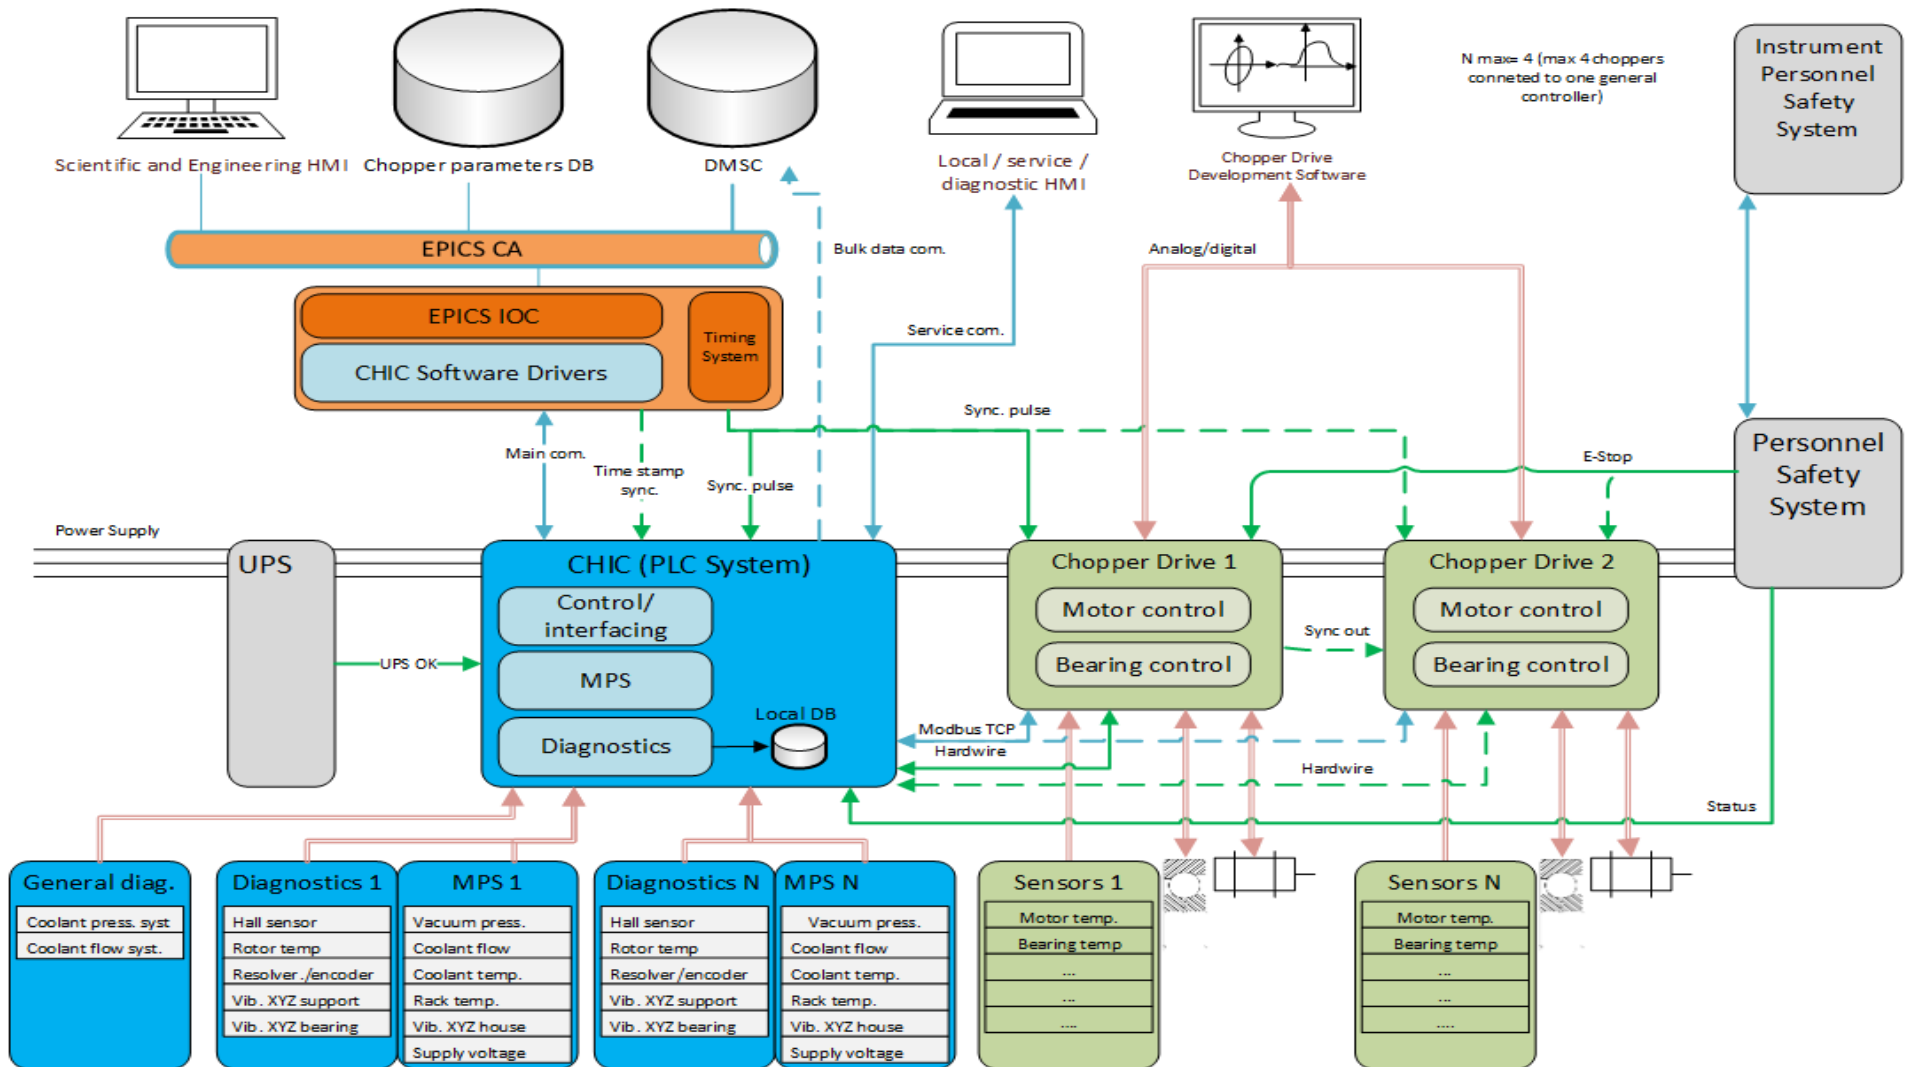 N max= 4 (max 4 choppers
conneted to one general
controller)
Instrument
Personnel
Safety
System
Scientific and Engineering HMI
Chopper parameters DB
DMSC
Local / service /
diagnostic HMI
Chopper Drive
Development Software
EPICS CA
Bulk data com.
Analog/digital
EPICS IOC
CHIC Software Drivers
Timing
System
Service com.
Sync. pulse
Main com.
Time stamp
sync.
Sync. pulse
E-Stop
Personnel
Safety
System
Power Supply
UPS
CHIC (PLC System)
Control/
interfacing
MPS
Diagnostics
Local DB
UPS OK
Chopper Drive 1
Motor control
Bearing control
Sync out
Chopper Drive 2
Motor control
Bearing control
Modbus TCP
Hardwire
Hardwire
Status
General diag.
Coolant press. syst
Coolant flow syst.
Diagnostics 1
Hall sensor
Rotor temp
Resolver./encoder
Vib. XYZ support
Vib. XYZ bearing
MPS 1
Vacuum press.
Coolant flow
Coolant temp.
Rack temp.
Vib. XYZ house
Supply voltage
Diagnostics N
Hall sensor
Rotor temp
Resolver/encoder
Vib. XYZ support
Vib. XYZ bearing
MPS N
Vacuum press.
Coolant flow
Coolant temp.
Rack temp.
Vib. XYZ house
Supply voltage
Sensors 1
Motor temp.
Bearing temp
...
...
....
Sensors N
Motor temp.
Bearing temp
...
...
....